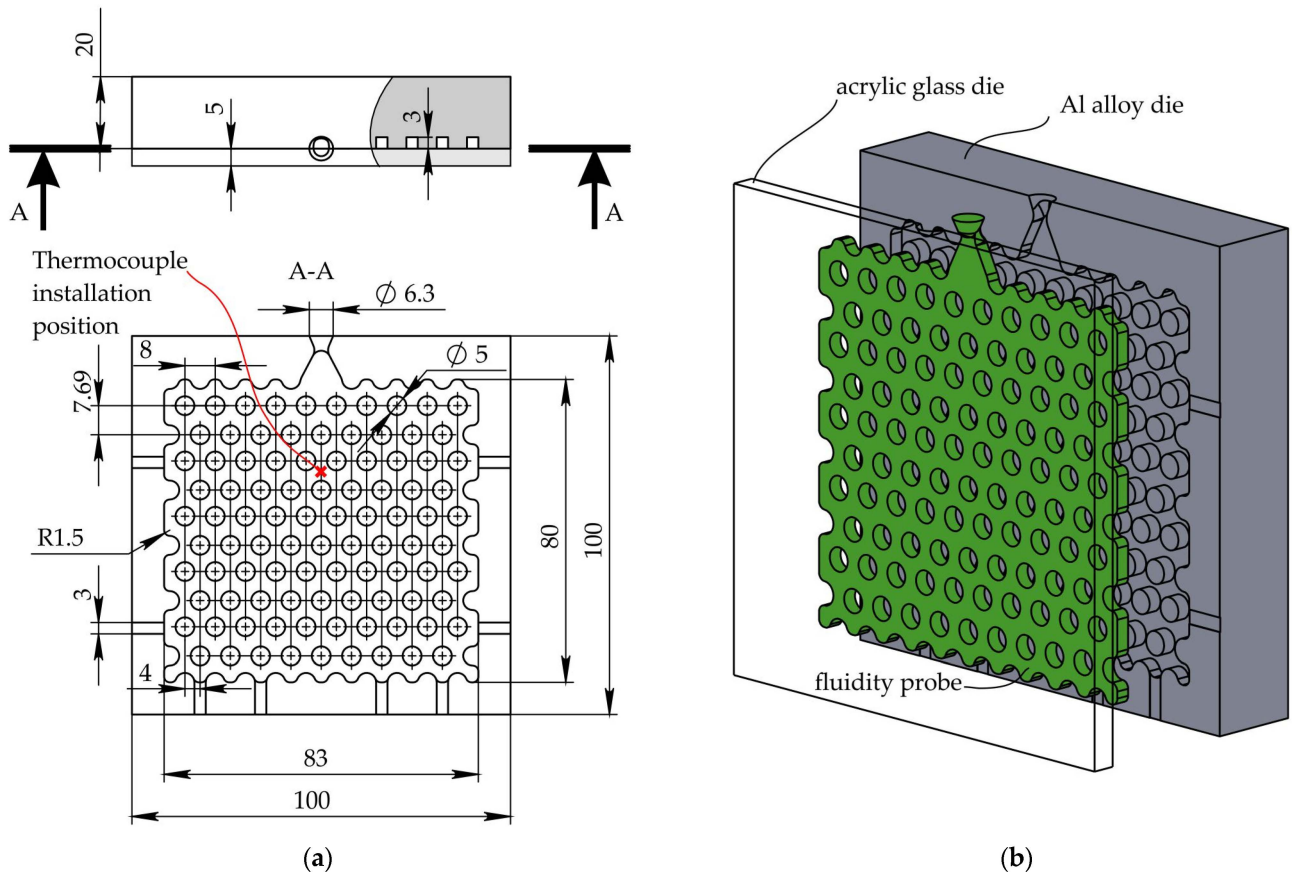 20
5
3
A
A
Thermocouple
installation
position
A-A
∅ 6.3
8
∅ 5
7.69
R1.5
3
4
80
100
83
100
(a)
acrylic glass die
Al alloy die
fluidity probe
(b)